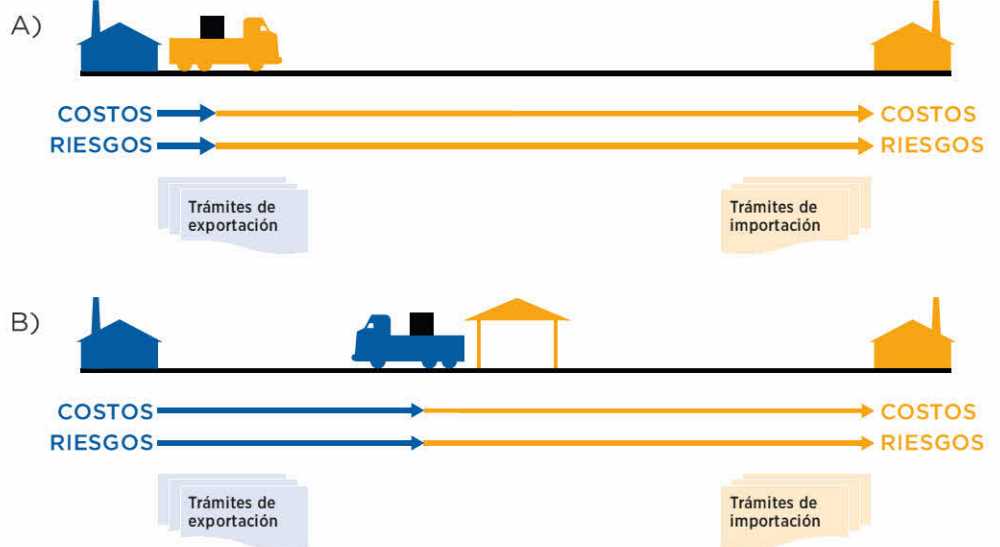 A)
COSTOS COSTOS
RIESGOS RIESGOS
Trámites de
exportación
Trámites de
importación
B)
COSTOS COSTOS
RIESGOS RIESGOS
Trámites de
exportación
Trámites de
importación